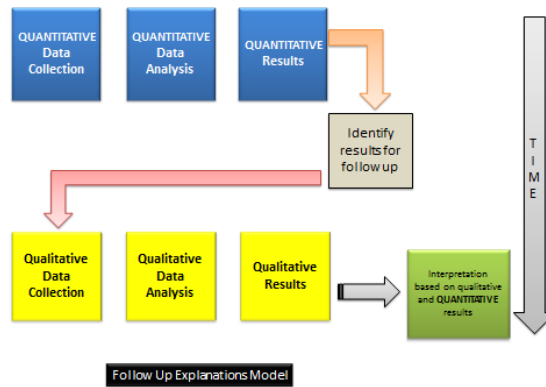 QUANTITATIVE
Data
Collection
QUANTITATIVE
Data
Analysis
QUANTITATIVE
Results
Identify
results for
follow up
T
I
M
E
Qualitative
Data
Collection
Qualitative
Data
Analysis
Qualitative
Results
Interpretation
based on qualitative
and QUANTITATIVE
results
Follow Up Explanations Model